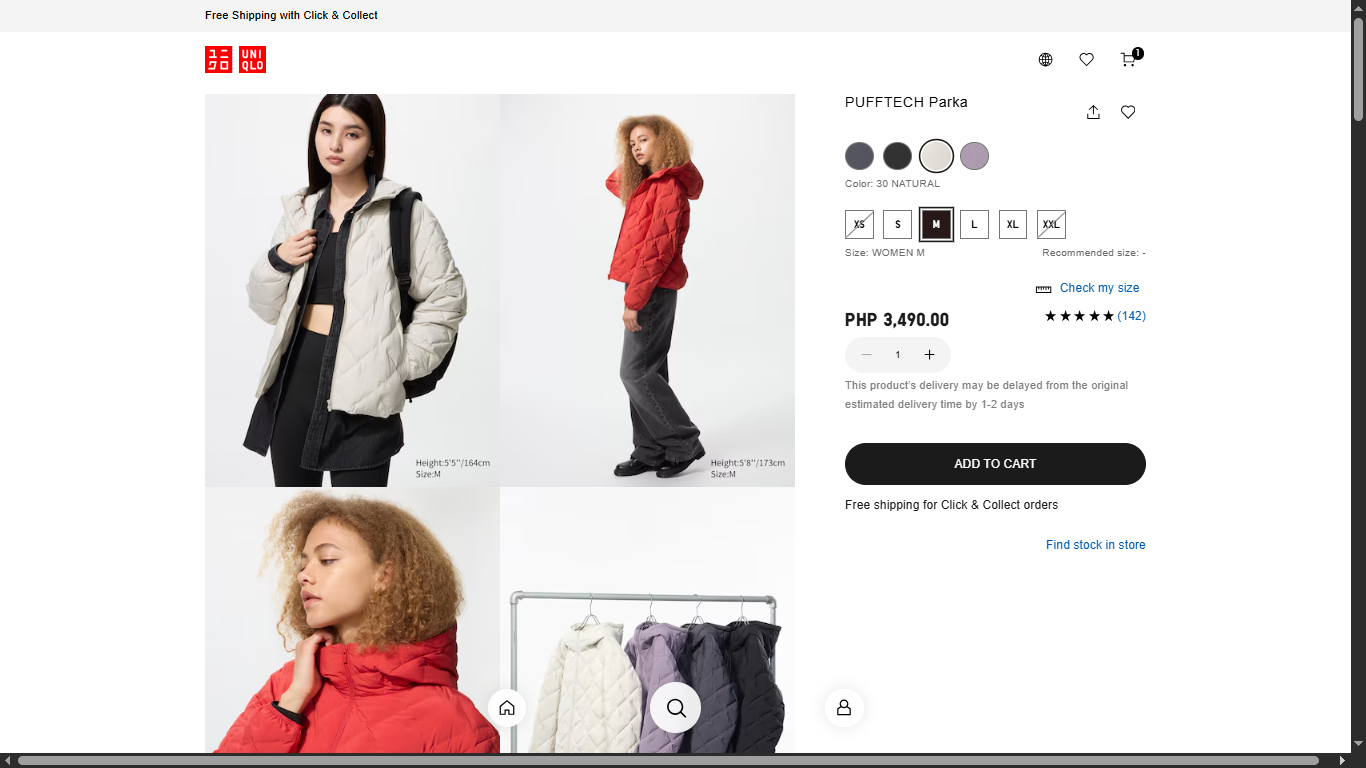 Free Shipping with Click & Collect
ユニ
クロ
UNI
QLO
1
PUFFTECH Parka
Color: 30 NATURAL
XS S M L XL XXL
Size: WOMEN M Recommended size: -
Check my size
PHP 3,490.00
(142)
1
This product's delivery may be delayed from the original
estimated delivery time by 1-2 days
ADD TO CART
Free shipping for Click & Collect orders
Find stock in store
Height:5'5"/164cm
Size:M
Height:5'8"/173cm
Size:M